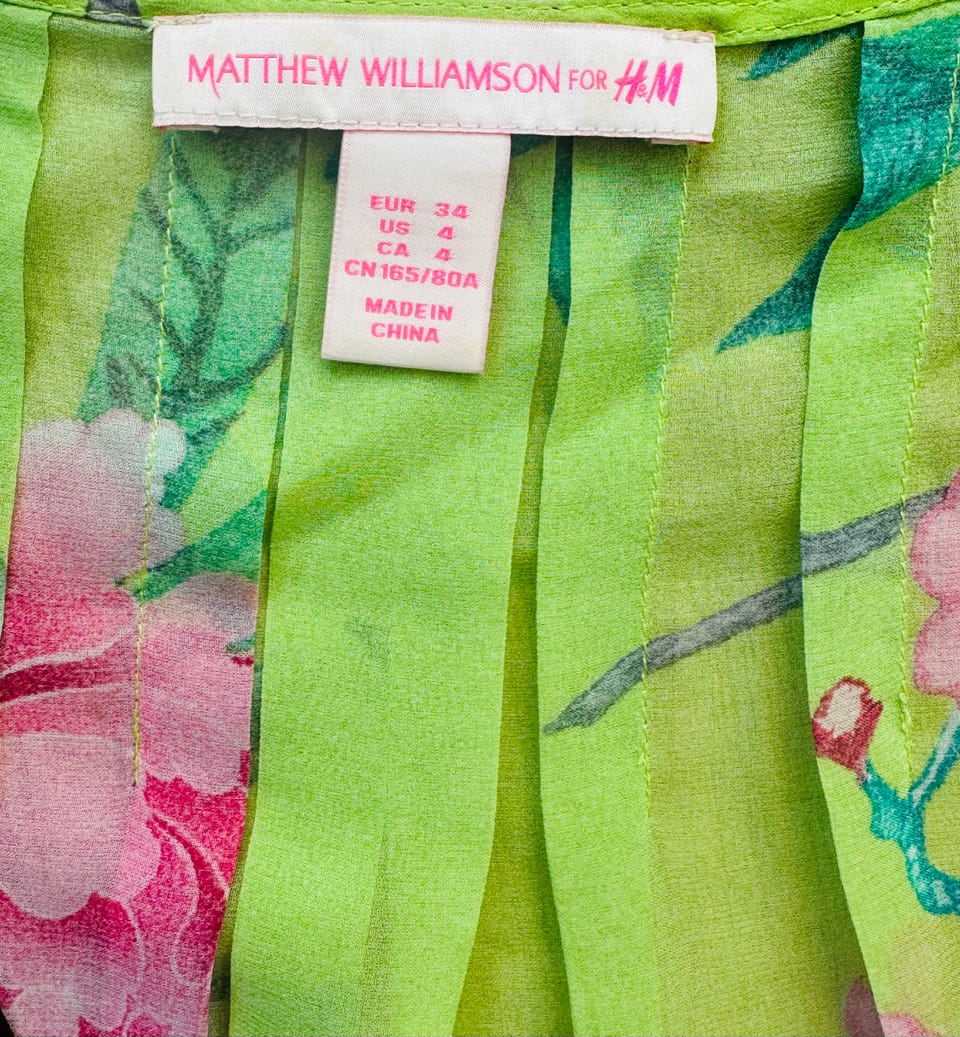 MATTHEW WILLIAMSON FOR H&M
EUR 34
US 4
CA 4
CN165/80A
MADE IN
CHINA